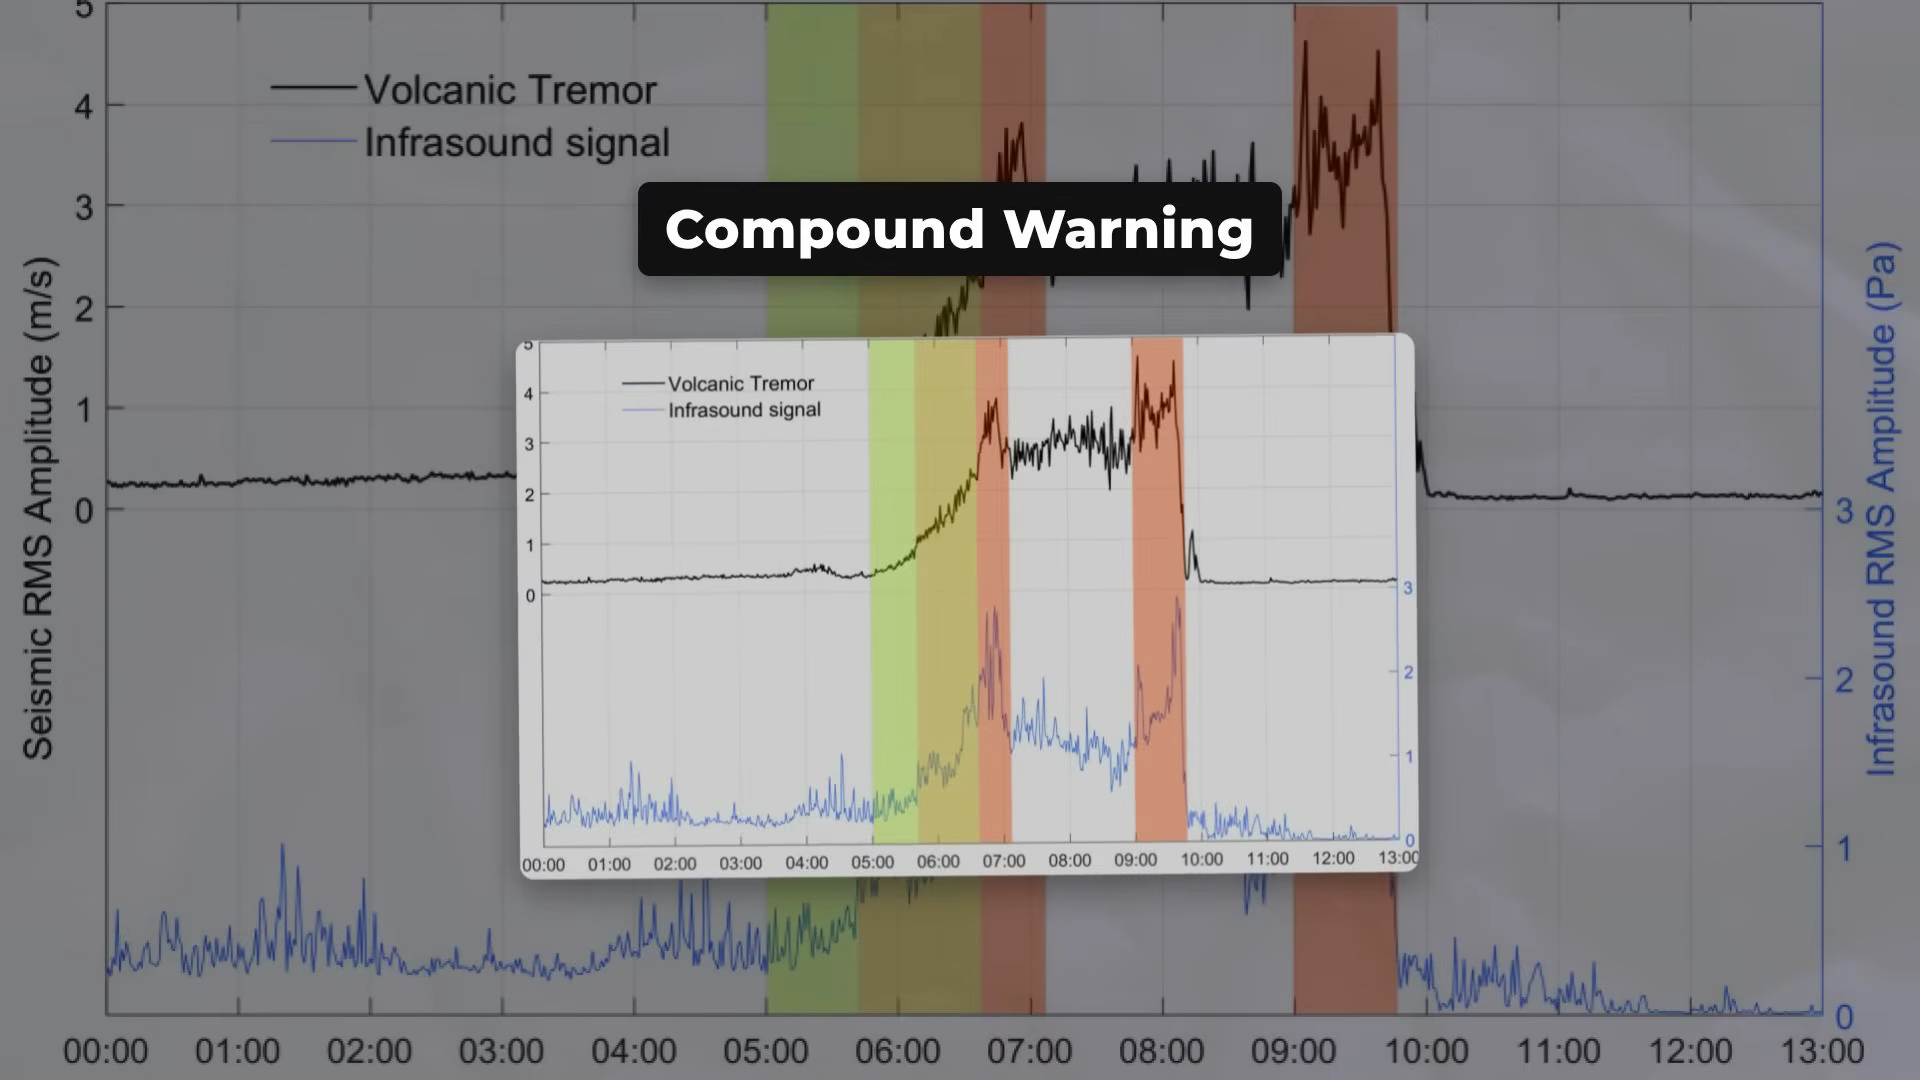 5
4
3
2
1
0
Seismic RMS Amplitude (m/s)
Volcanic Tremor
Infrasound signal
Compound Warning
5
4
3
2
1
0
Volcanic Tremor
Infrasound signal
3
2
1
0
00:00 01:00 02:00 03:00 04:00 05:00 06:00 07:00 08:00 09:00 10:00 11:00 12:00 13:00
3
2
1
0
Infrasound RMS Amplitude (Pa)
00:00 01:00 02:00 03:00 04:00 05:00 06:00 07:00 08:00 09:00 10:00 11:00 12:00 13:00